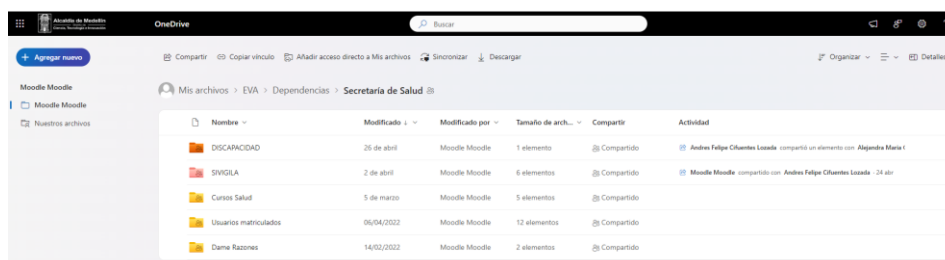 Alcaldía de Medellín
OneDrive
Buscar
+ Agregar nuevo
Compartir Copiar vínculo Añadir acceso directo a Mis archivos Sincronizar Descargar Organizar Detalles
Moodle Moodle
Moodle Moodle
Nuestros archivos
Mis archivos > EVA > Dependencias > Secretaría de Salud
Nombre Modificado ↓ Modificado por Tamaño de arch... Compartir Actividad
DISCAPACIDAD 26 de abril Moodle Moodle 1 elemento Compartido Andres Felipe Cifuentes Lozada compartió un elemento con Alejandra Maria
SIVIGILA 2 de abril Moodle Moodle 6 elementos Compartido Moodle Moodle compartido con Andres Felipe Cifuentes Lozada - 24 abr
Cursos Salud 5 de marzo Moodle Moodle 5 elementos Compartido
Usuarios matriculados 06/04/2022 Moodle Moodle 12 elementos Compartido
Dame Razones 14/02/2022 Moodle Moodle 2 elementos Compartido